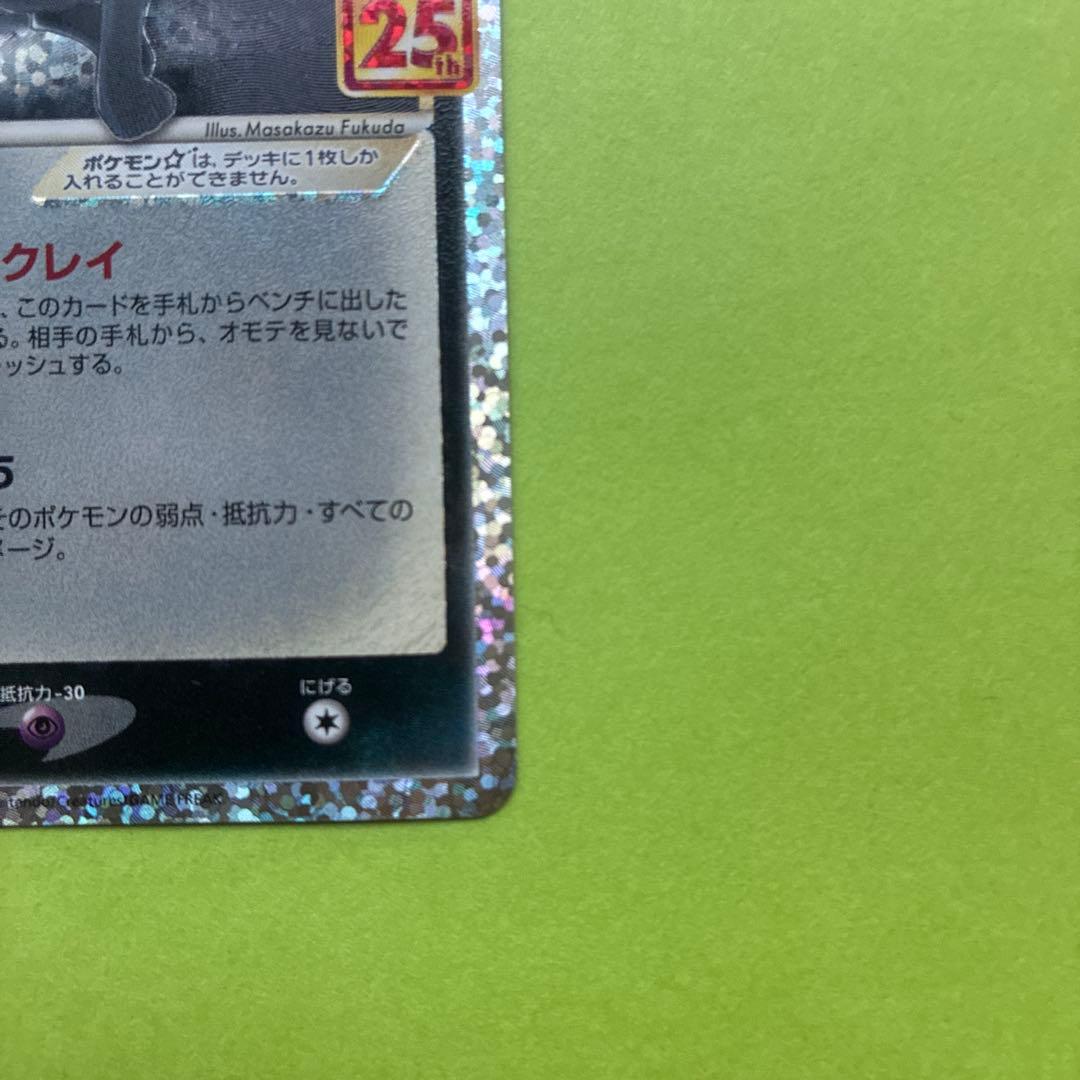 25th
Illus. Masakazu Fukuda
ポケモン☆は、デッキに1枚しか
入れることができません。
クレイ
、このカードを手札からベンチに出した
る。相手の手札から、オモテを見ないで
ッシュする。
5
そのポケモンの弱点・抵抗力・すべての
メージ。
抵抗力-30
にげる
ntendo/Creatures/GAME FREAK